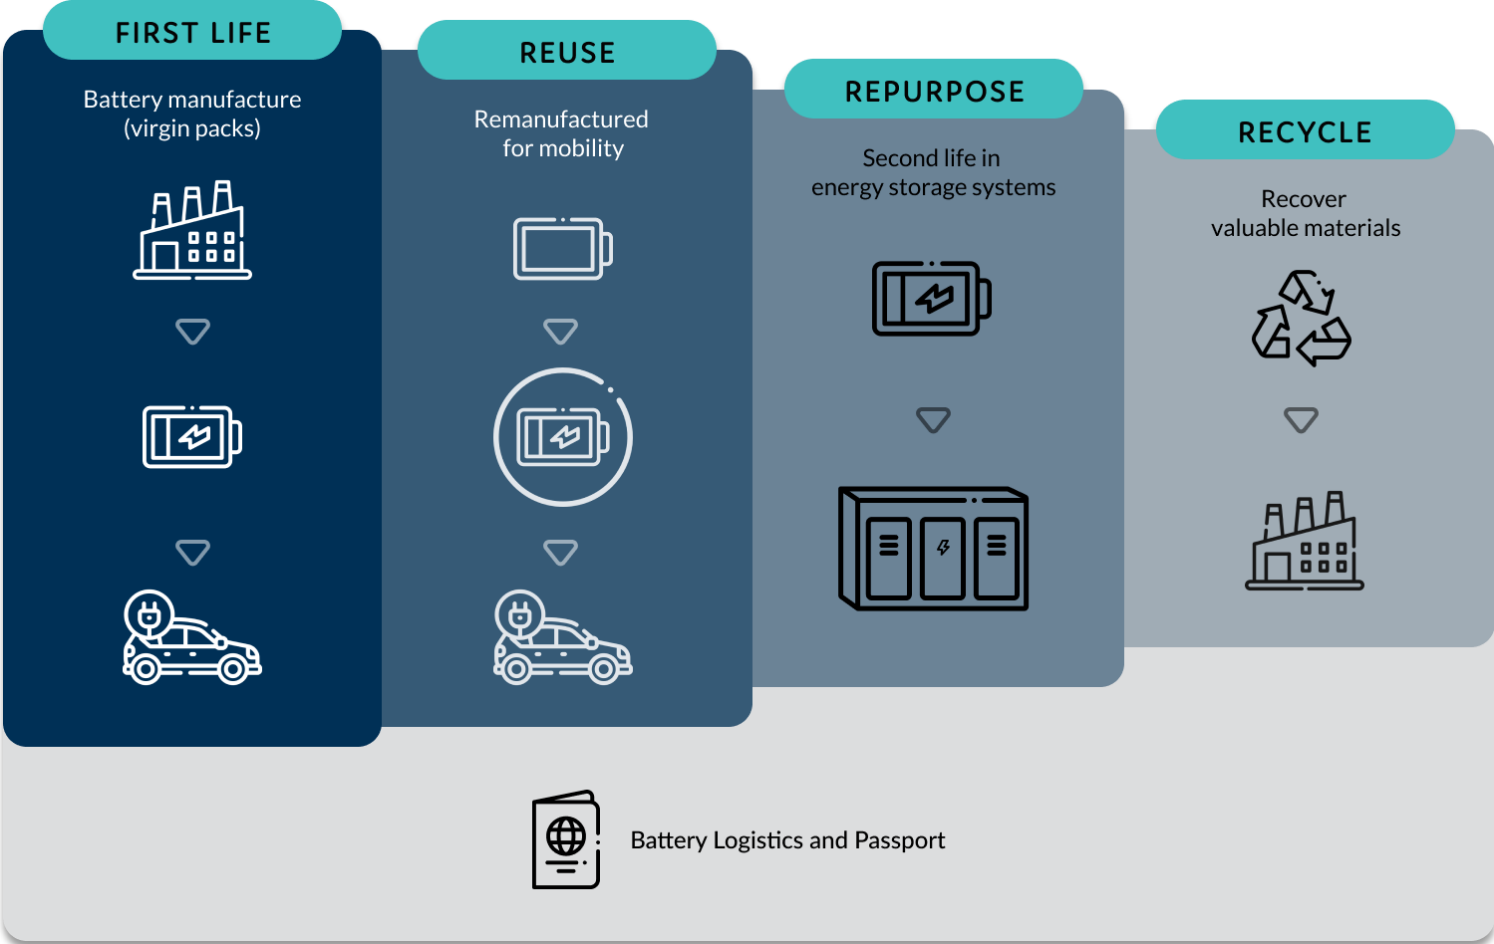 FIRST LIFE
Battery manufacture
(virgin packs)
REUSE
Remanufactured
for mobility
REPURPOSE
Second life in
energy storage systems
RECYCLE
Recover
valuable materials
Battery Logistics and Passport